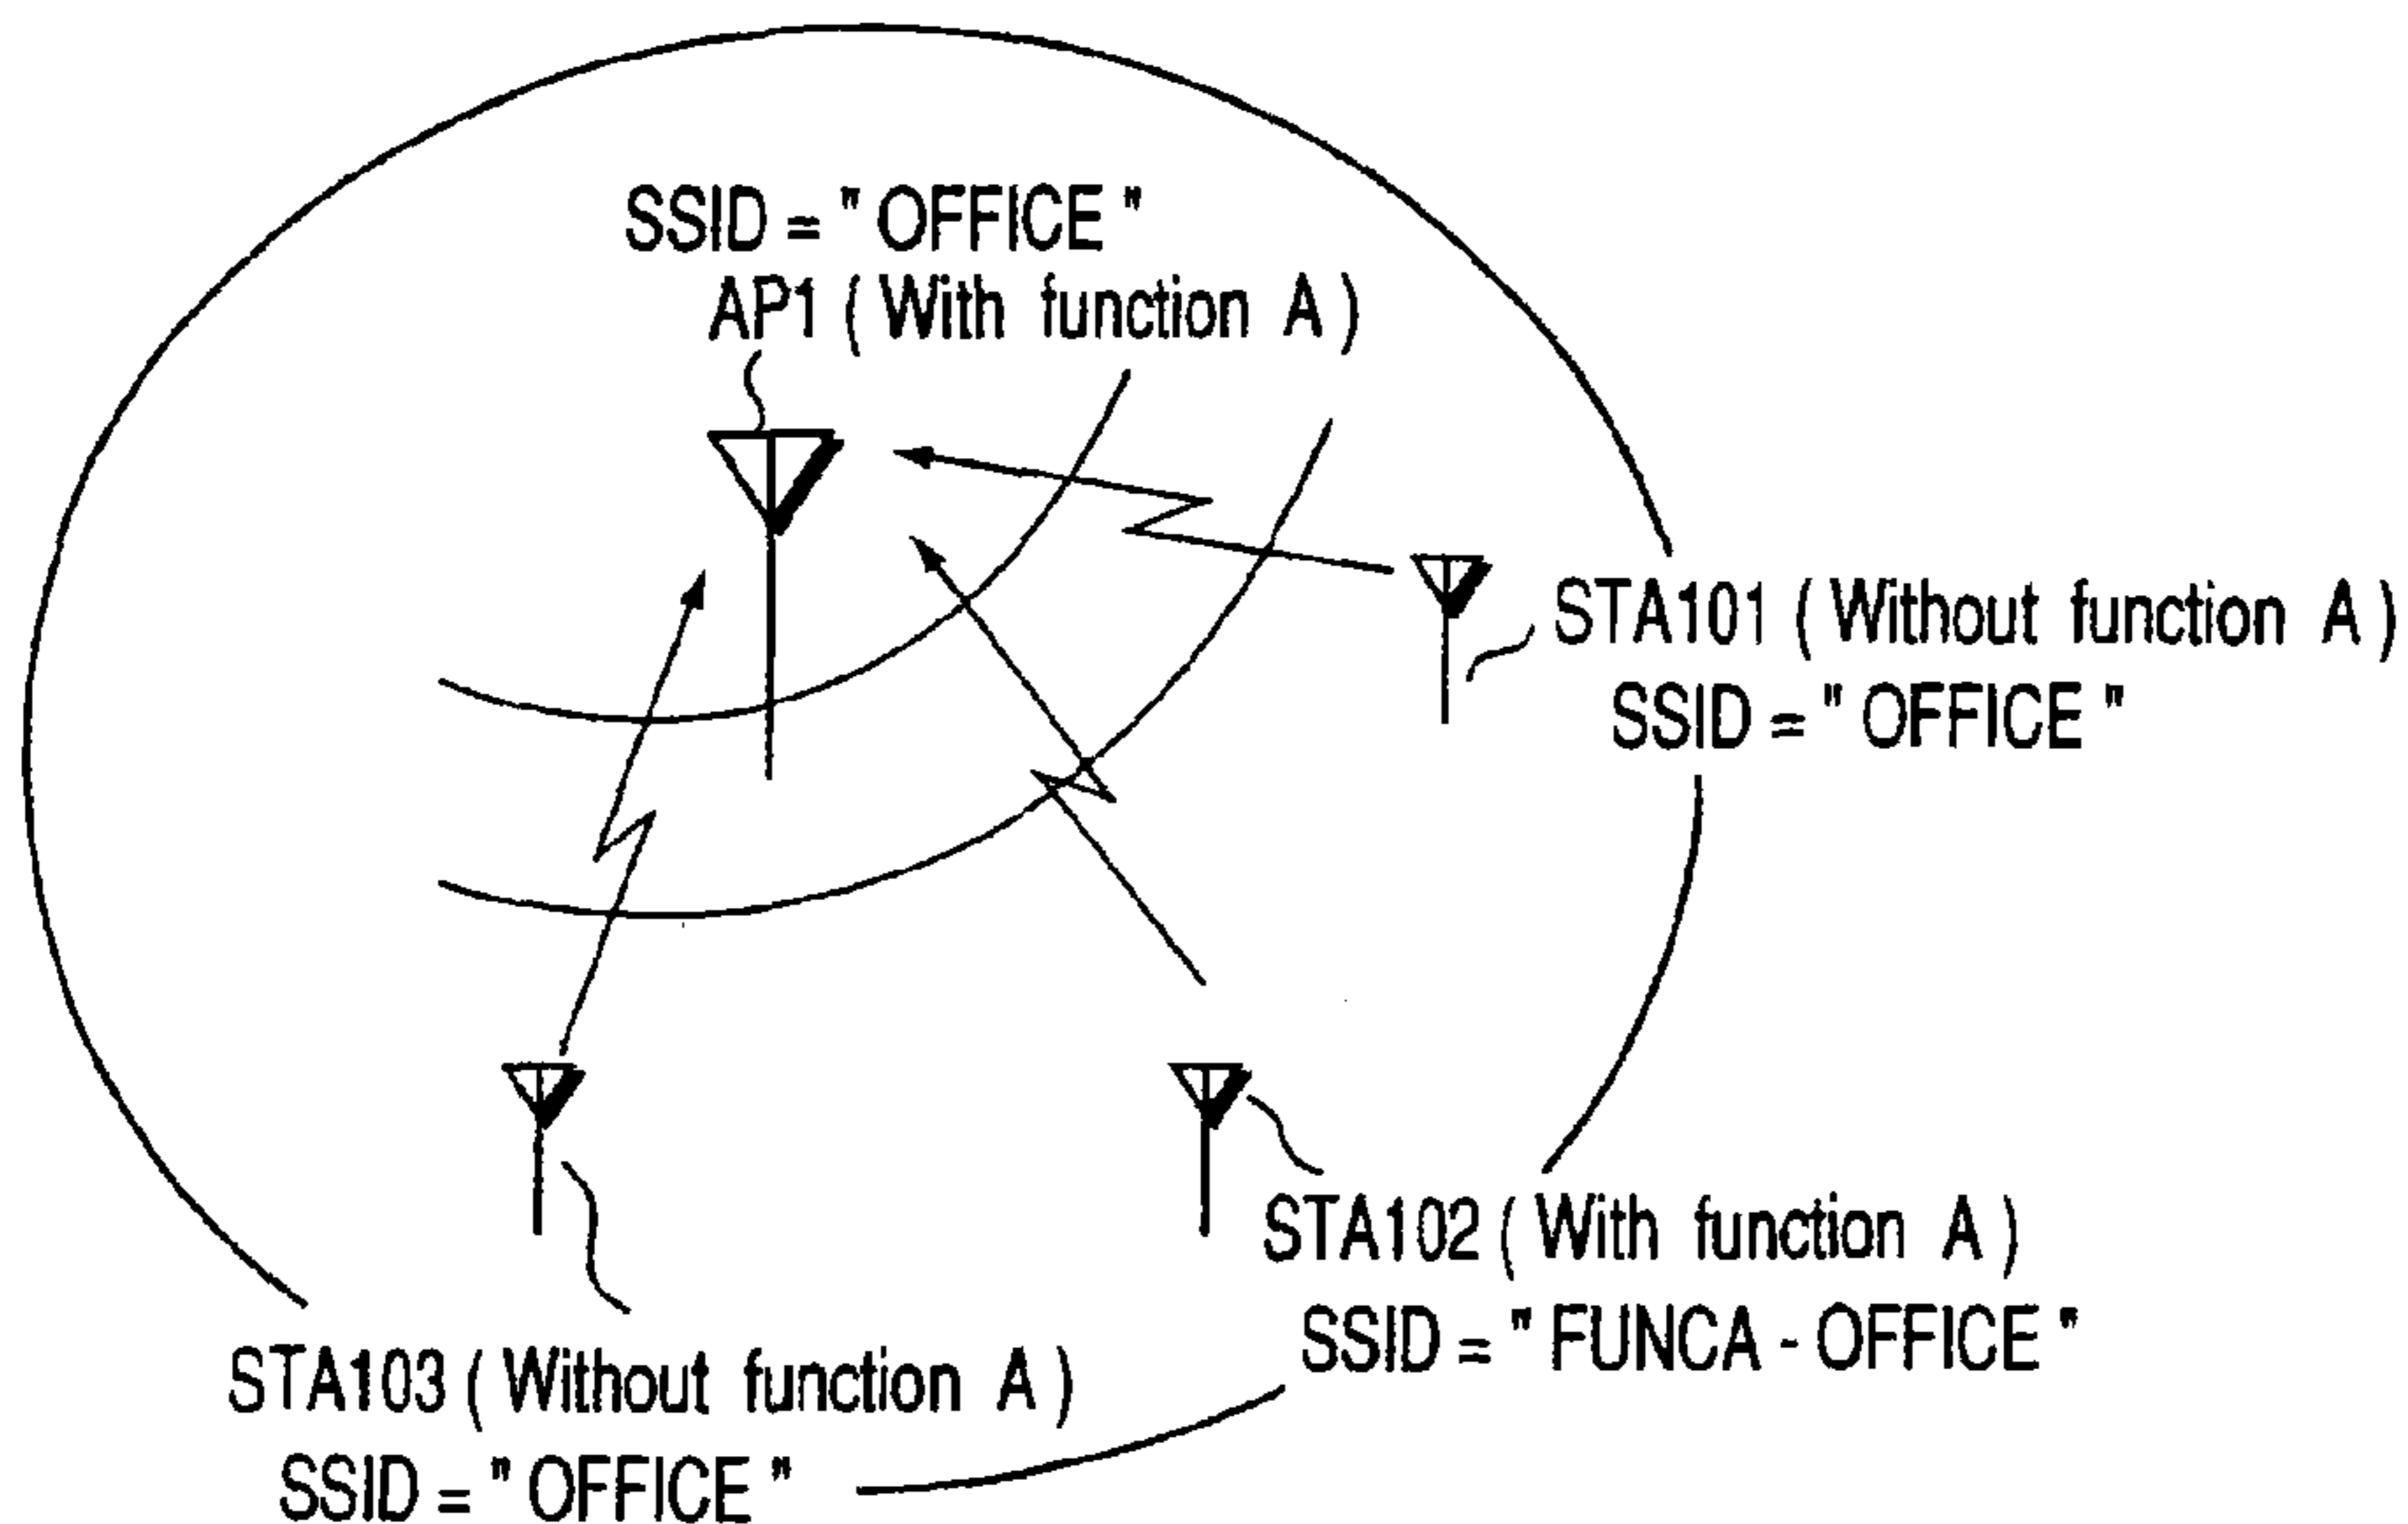 SSID = " OFFICE "
AP1 ( With function A )
STA101 ( Without function A )
SSID = " OFFICE "
STA102 ( With function A )
SSID = " FUNCA - OFFICE "
STA103 ( Without function A )
SSID = " OFFICE "